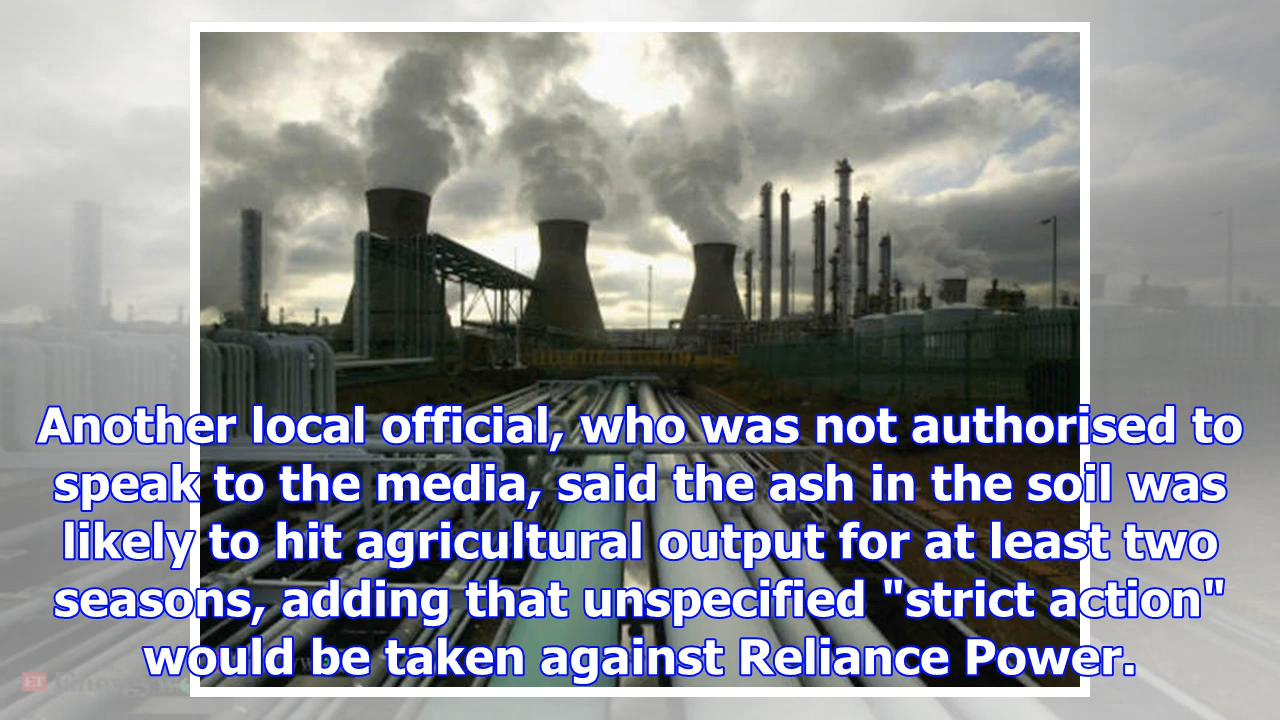 Another local official, who was not authorised to
speak to the media, said the ash in the soil was
likely to hit agricultural output for at least two
seasons, adding that unspecified "strict action"
would be taken against Reliance Power.
ET